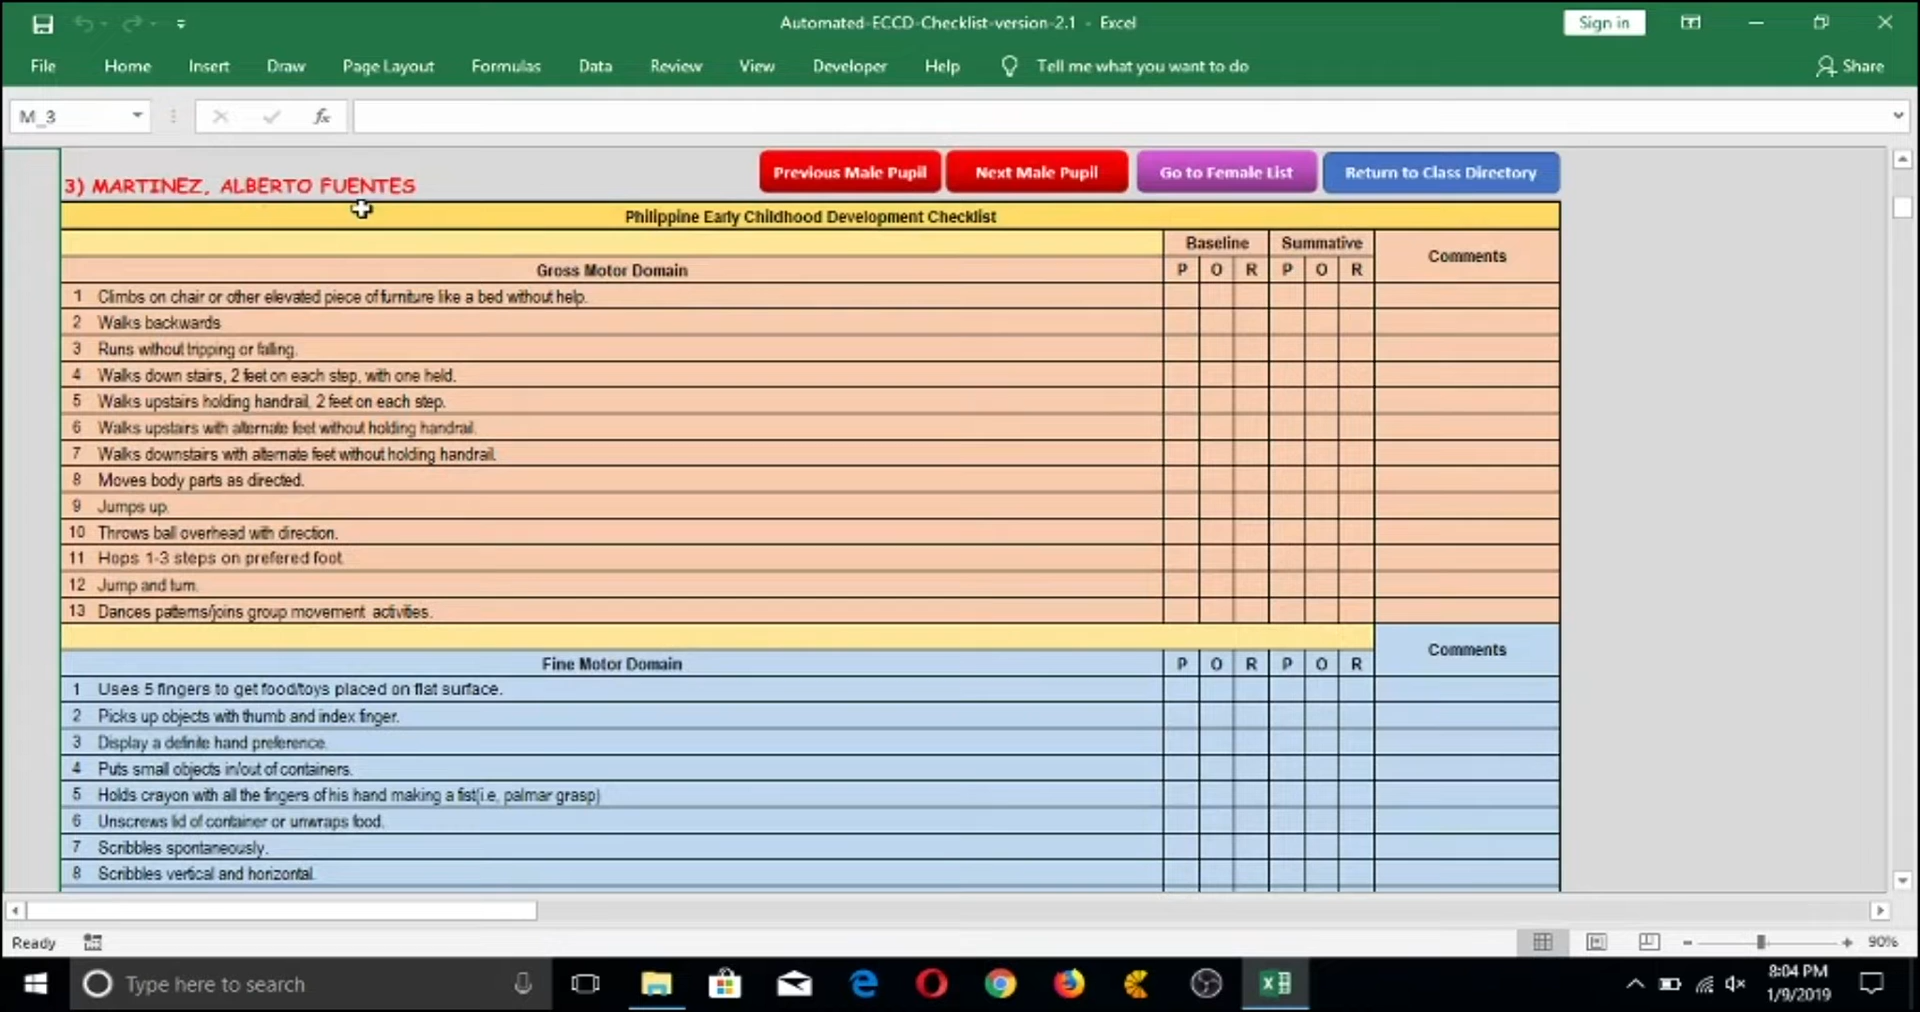 Automated-ECCD-Checklist-version-2.1 - Excel
Sign in
File Home Insert Draw Page Layout Formulas Data Review View Developer Help Tell me what you want to do Share
M_3 fx
Previous Male Pupil Next Male Pupil Go to Female List Return to Class Directory
3) MARTINEZ, ALBERTO FUENTES
Philippine Early Childhood Development Checklist
Baseline Summative Comments
Gross Motor Domain P O R P O R
1 Climbs on chair or other elevated piece of furniture like a bed without help.
2 Walks backwards
3 Runs without tripping or falling.
4 Walks down stairs, 2 feet on each step, with one held.
5 Walks upstairs holding handrail, 2 feet on each step.
6 Walks upstairs with alternate feet without holding handrail.
7 Walks downstairs with alternate feet without holding handrail.
8 Moves body parts as directed.
9 Jumps up.
10 Throws ball overhead with direction.
11 Hops 1-3 steps on prefered foot.
12 Jump and turn.
13 Dances patterns/joins group movement activities.
Comments
Fine Motor Domain P O R P O R
1 Uses 5 fingers to get food/toys placed on flat surface.
2 Picks up objects with thumb and index finger.
3 Display a definite hand preference.
4 Puts small objects in/out of containers.
5 Holds crayon with all the fingers of his hand making a fist(i.e, palmar grasp)
6 Unscrews lid of container or unwraps food.
7 Scribbles spontaneously.
8 Scribbles vertical and horizontal.
Ready
90%
Type here to search
8:04 PM
1/9/2019